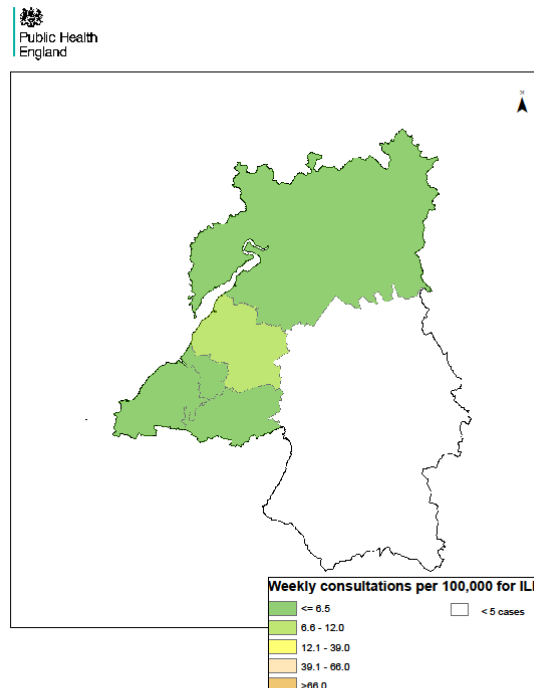 Public Health
England
Weekly consultations per 100,000 for ILI
<= 6.5
< 5 cases
6.6 - 12.0
12.1 - 39.0
39.1 - 66.0
>66.0